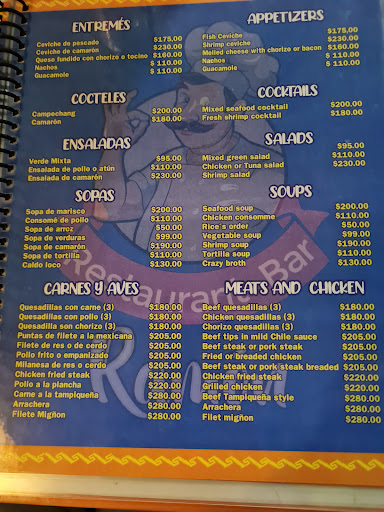 ENTREMÉS
Ceviche de pescado $175.00
Ceviche de camarón $230.00
Queso fundido con chorizo o tocino $160.00
Nachos $ 110.00
Guacamole $ 110.00
COCTELES
Campechang $200.00
Camarón $180.00
ENSALADAS
Verde Mixta $95.00
Ensalada de pollo o atún $110.00
Ensalada de camarón $230.00
SOPAS
Sopa de marisco $200.00
Consomé de pollo $110.00
Sopa de arroz $50.00
Sopa de verduras $99.00
Sopa de camarón $190.00
Sopa de tortilla $110.00
Caldo loco $130.00
CARNES Y AVES
Quesadillas con carne (3) $180.00
Quesadillas con pollo (3) $180.00
Quesadilla son chorizo (3) $180.00
Puntas de filete a la mexicana $205.00
Filete de res o de cerdo $205.00
Pollo frito o empanizado $205.00
Milanesa de res o cerdo $205.00
Chicken fried steak $220.00
Pollo a la plancha $220.00
Carne a la tampiqueña $280.00
Arrachera $280.00
Filete Migñon $280.00
APPETIZERS
Fish Ceviche $175.00
Shrimp ceviche $230.00
Melled cheese with chorizo or bacon $160.00
Nachos $ 110.00
Guacamole $ 110.00
COCKTAILS
Mixed seafood cocktail $200.00
Fresh shrimp cocktail $180.00
SALADS
Mixed green salad $95.00
Chicken or Tuna salad $110.00
Shrimp salad $230.00
SOUPS
Seafood soup $200.00
Chicken consomme $110.00
Rice´s order $50.00
Vegetable soup $99.00
Shrimp soup $190.00
Tortilla soup $110.00
Crazy broth $130.00
MEATS AND CHICKEN
Beef quesadillas (3) $180.00
Chicken quesadillas (3) $180.00
Chorizo quesadillas (3) $180.00
Beef tips in mild Chile sauce $205.00
Beef steak or pork steak $205.00
Fried or breaded chicken $205.00
Beef steak or pork steak breaded $205.00
Chicken fried steak $220.00
Grilled chicken $220.00
Beef Tampiqueña style $280.00
Arrachera $280.00
Filet migñon $280.00
Restaurante Bar